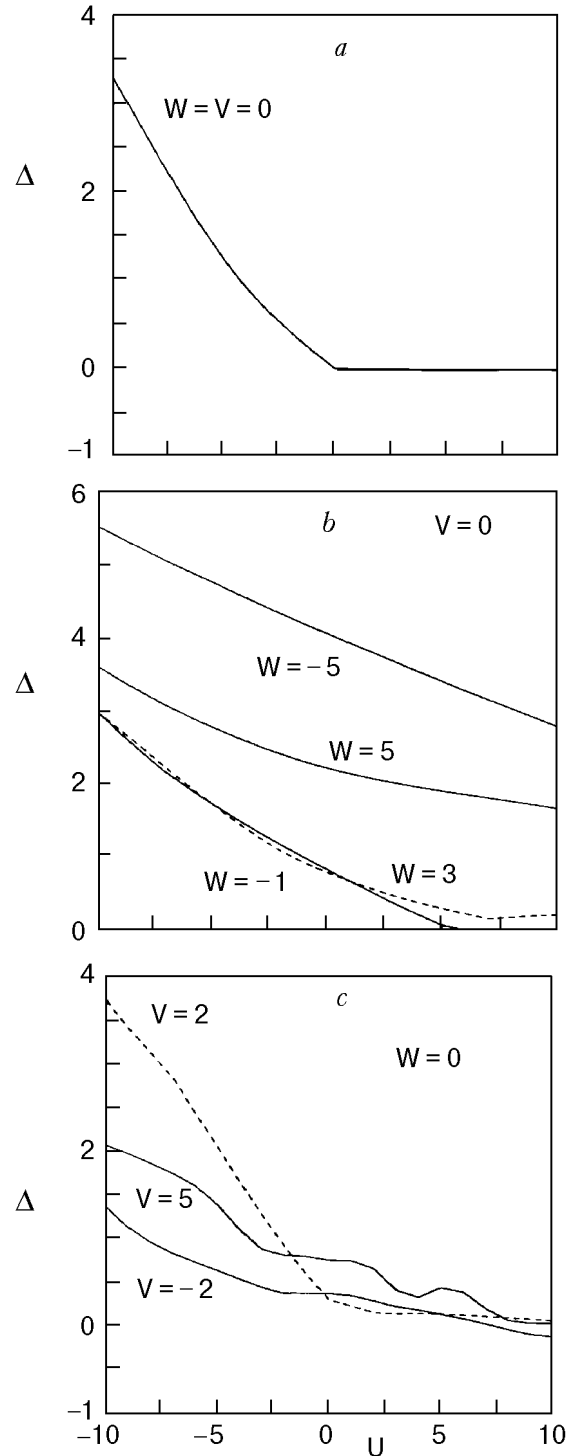 4
a
W = V = 0
Δ
2
0
−1
6
b
V = 0
4
Δ
W = − 5
W = 5
2
W = −1
W = 3
0
4
c
V = 2
W = 0
2
Δ
V = 5
V = − 2
0
−1
−10
−5
0
U
5
10